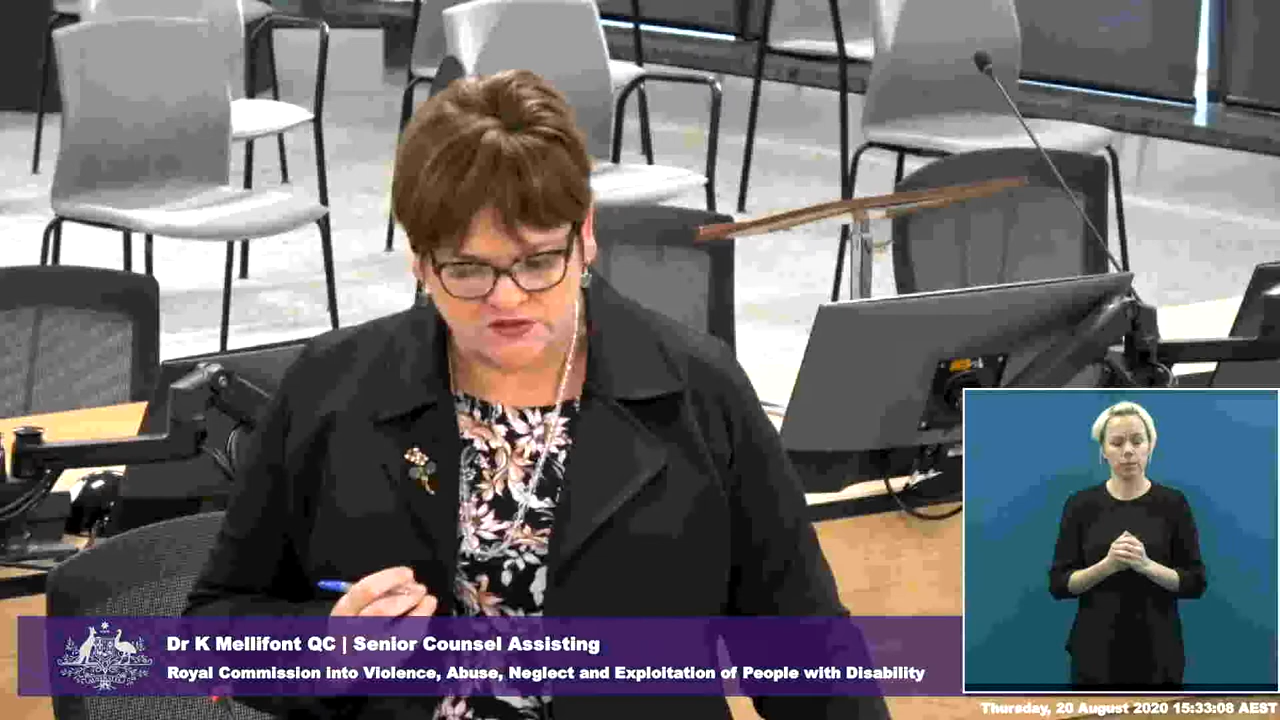 Dr K Mellifont QC | Senior Counsel Assisting
Royal Commission into Violence, Abuse, Neglect and Exploitation of People with Disability
Thursday, 20 August 2020 15:33:08 AEST